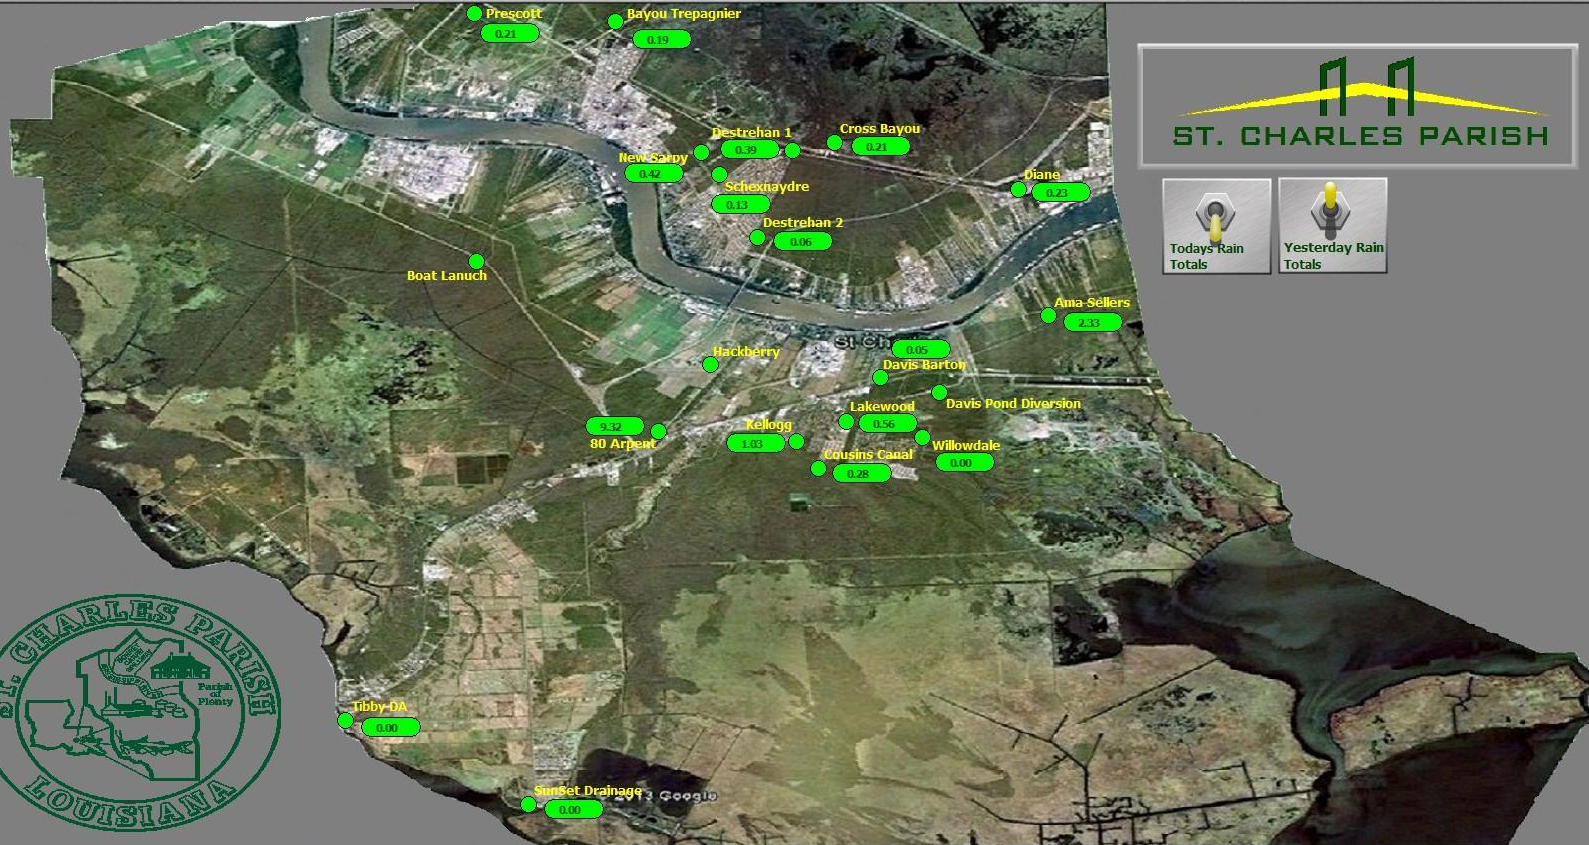 Prescott
0.21
Bayou Trepagnier
0.19
ST. CHARLES PARISH
Destrehan 1
0.39
Cross Bayou
0.21
New Sarpy
0.42
Schexnaydre
0.13
Diane
0.23
Destrehan 2
0.06
Todays Rain
Totals
Yesterday Rain
Totals
Boat Lanuch
Ama Sellers
2.33
0.05
Davis Barton
Hackberry
Davis Pond Diversion
Lakewood
0.56
9.32
80 Arpent
Kellogg
1.03
Willowdale
0.00
Cousins Canal
0.28
ST. CHARLES PARISH
Parish
of
Plenty
LOUISIANA
Tibby DA
0.00
SunSet Drainage
0.00
2013 Google